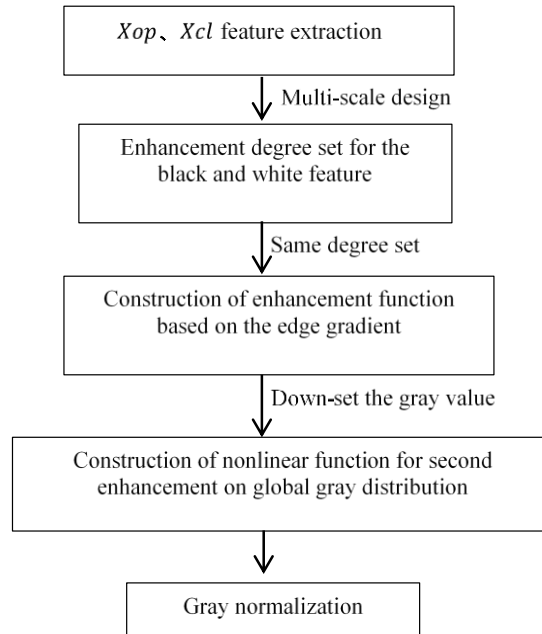 Xop、Xcl feature extraction
Multi-scale design
Enhancement degree set for the
black and white feature
Same degree set
Construction of enhancement function
based on the edge gradient
Down-set the gray value
Construction of nonlinear function for second
enhancement on global gray distribution
Gray normalization